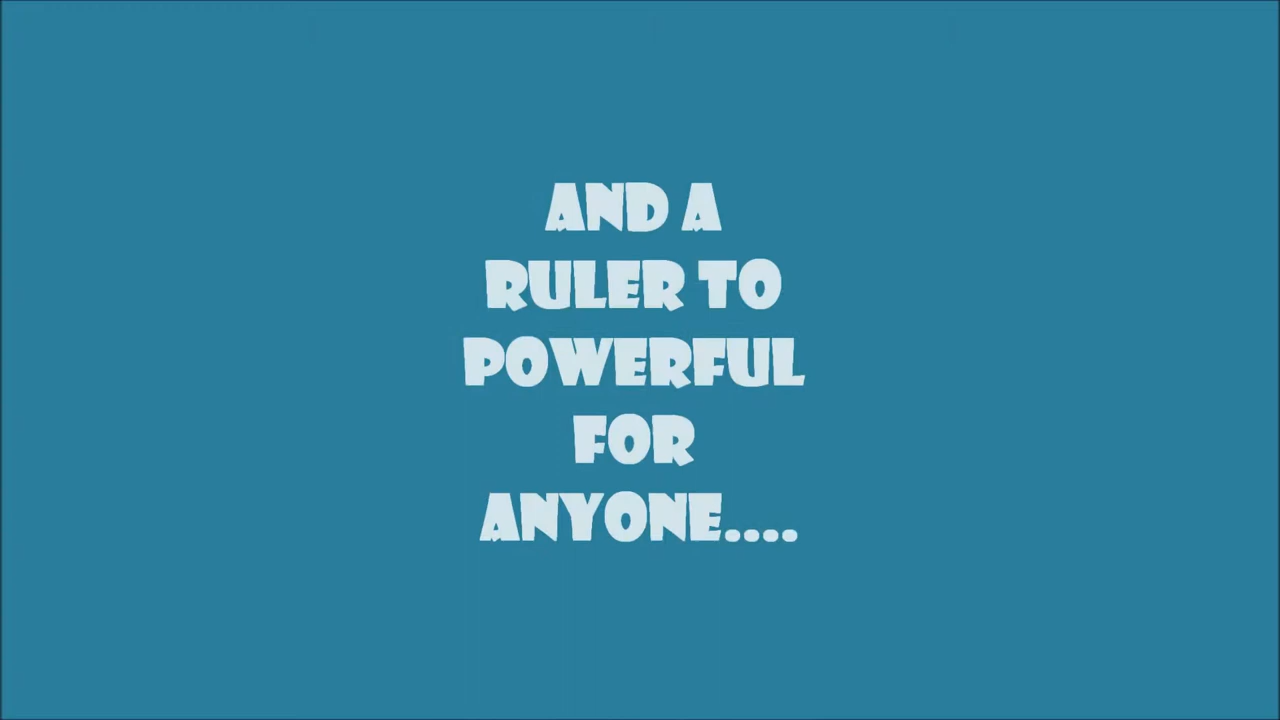 AND A
RULER TO
POWERFUL
FOR
ANYONE....